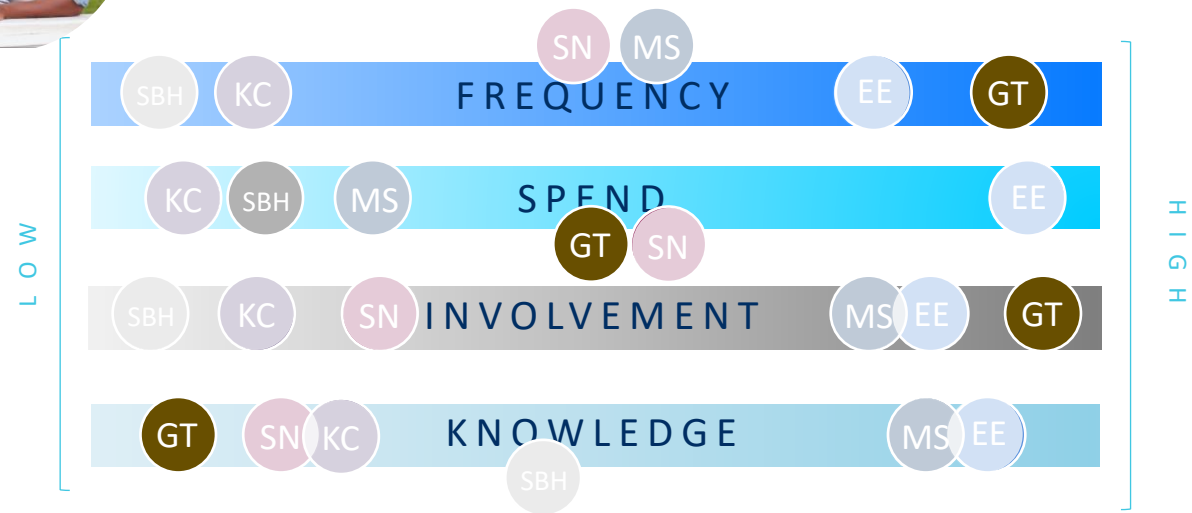 SN MS
SBH KC FREQUENCY EE GT
KC SBH MS SPEND EE
GT SN
LOW
HIGH
SBH KC SN INVOLVEMENT MS EE GT
GT SN KC KNOWLEDGE MS EE
SBH